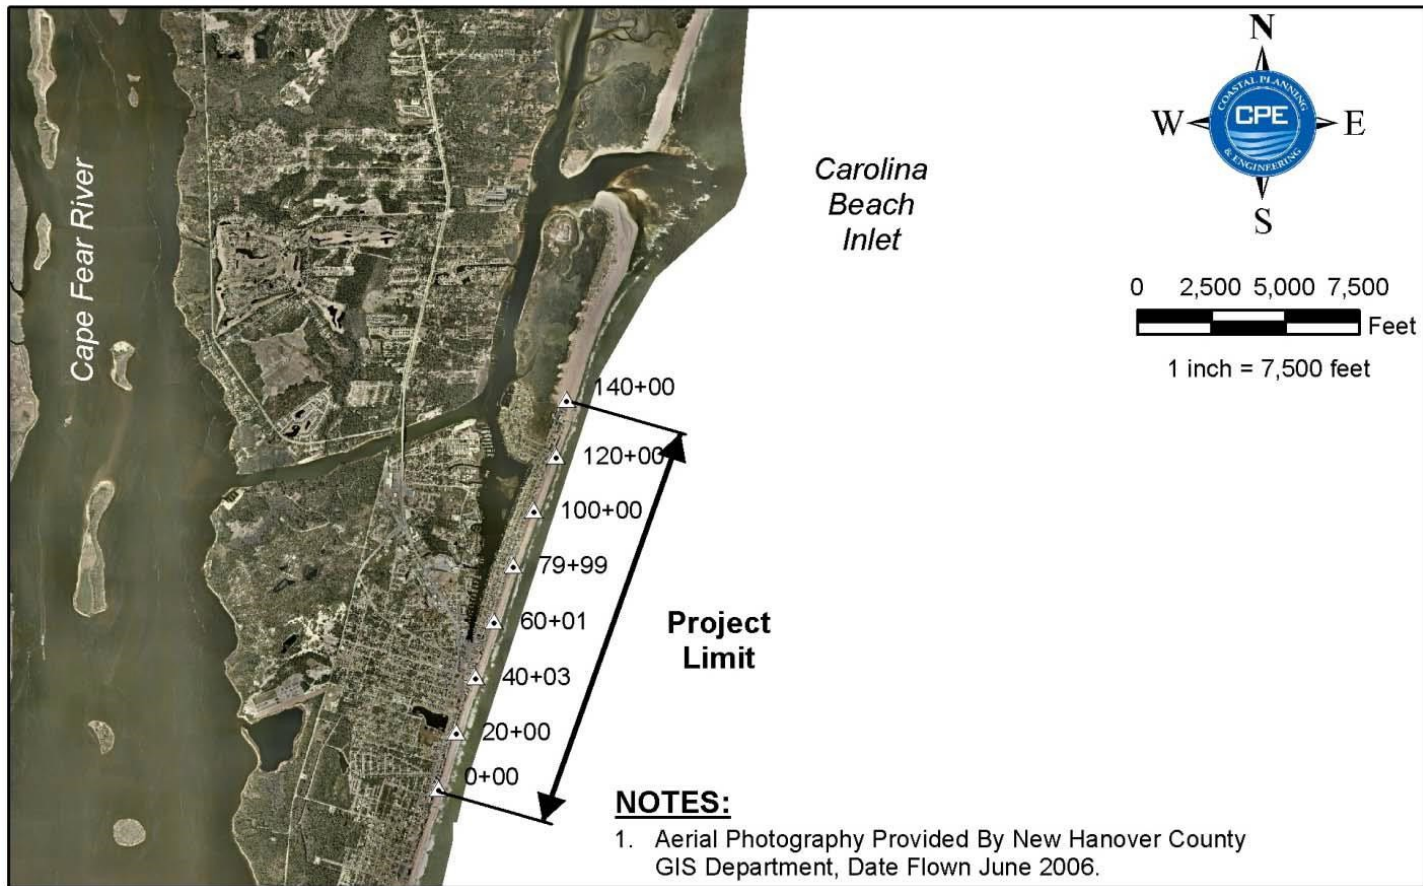 N
COASTAL PLANNING
CPE
& ENGINEERING
W
E
S
Cape Fear River
Carolina
Beach
Inlet
0 2,500 5,000 7,500
Feet
1 inch = 7,500 feet
140+00
120+00
100+00
79+99
60+01
40+03
20+00
0+00
Project
Limit
NOTES:
1. Aerial Photography Provided By New Hanover County
GIS Department, Date Flown June 2006.